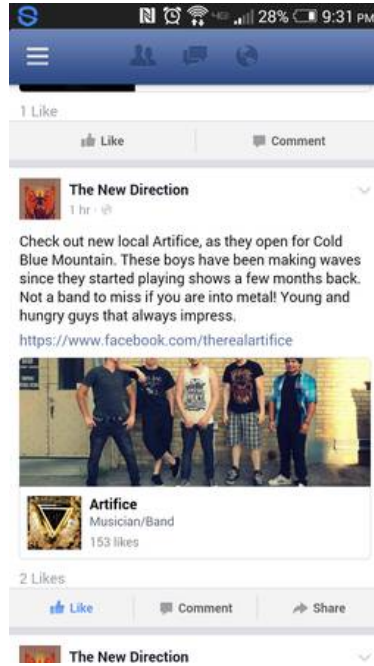 28% 9:31 PM
1 Like
Like Comment
The New Direction
1 hr
Check out new local Artifice, as they open for Cold
Blue Mountain. These boys have been making waves
since they started playing shows a few months back.
Not a band to miss if you are into metal! Young and
hungry guys that always impress.
https://www.facebook.com/therealartifice
Artifice
Musician/Band
153 likes
2 Likes
Like Comment Share
The New Direction